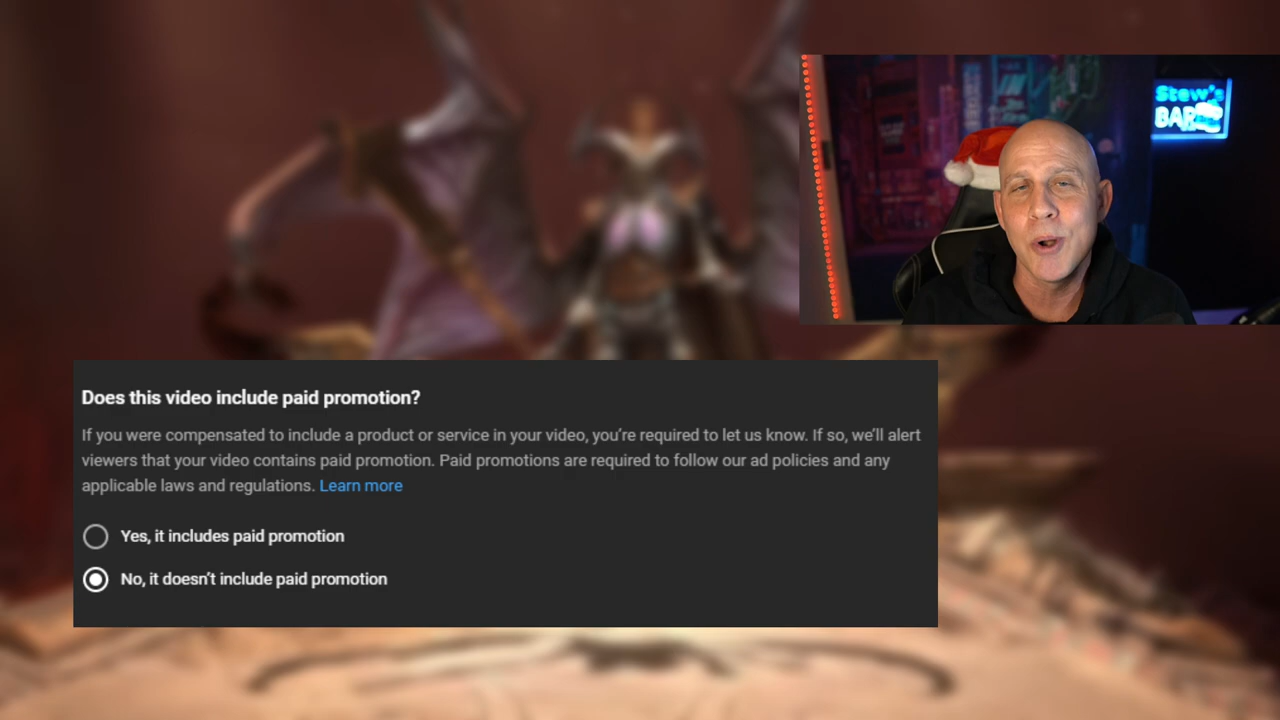 Stew's
BAR
Does this video include paid promotion?
If you were compensated to include a product or service in your video, you're required to let us know. If so, we'll alert
viewers that your video contains paid promotion. Paid promotions are required to follow our ad policies and any
applicable laws and regulations. Learn more
Yes, it includes paid promotion
No, it doesn't include paid promotion